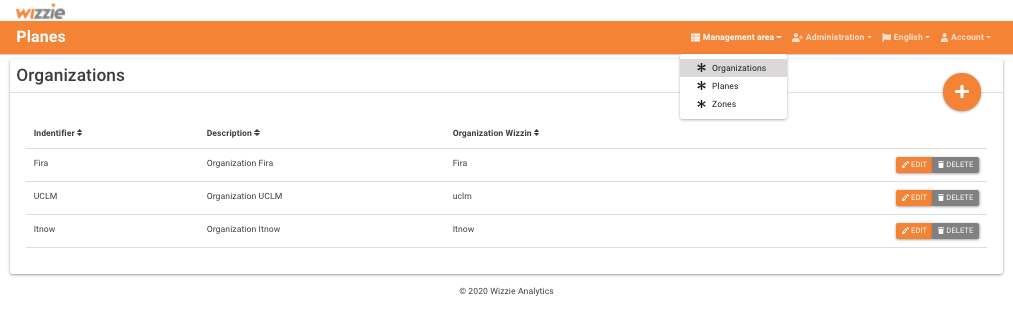 wizzie
Planes
Management area
Administration
English
Account
Organizations
Planes
Zones
Organizations
Indentifier
Description
Organization Wizzin
Fira
Organization Fira
Fira
EDIT
DELETE
UCLM
Organization UCLM
uclm
EDIT
DELETE
Itnow
Organization Itnow
Itnow
EDIT
DELETE
© 2020 Wizzie Analytics